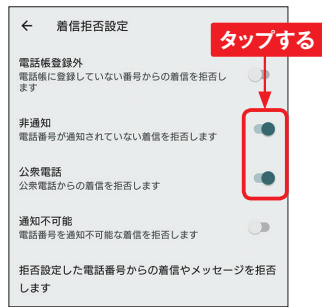 ← 着信拒否設定
タップする
電話帳登録外
電話帳に登録していない番号からの着信を拒否し
ます
非通知
電話番号が通知されていない着信を拒否します
公衆電話
公衆電話からの着信を拒否します
通知不可能
電話番号を通知不可能な着信を拒否します
拒否設定した電話番号からの着信やメッセージを拒否
します